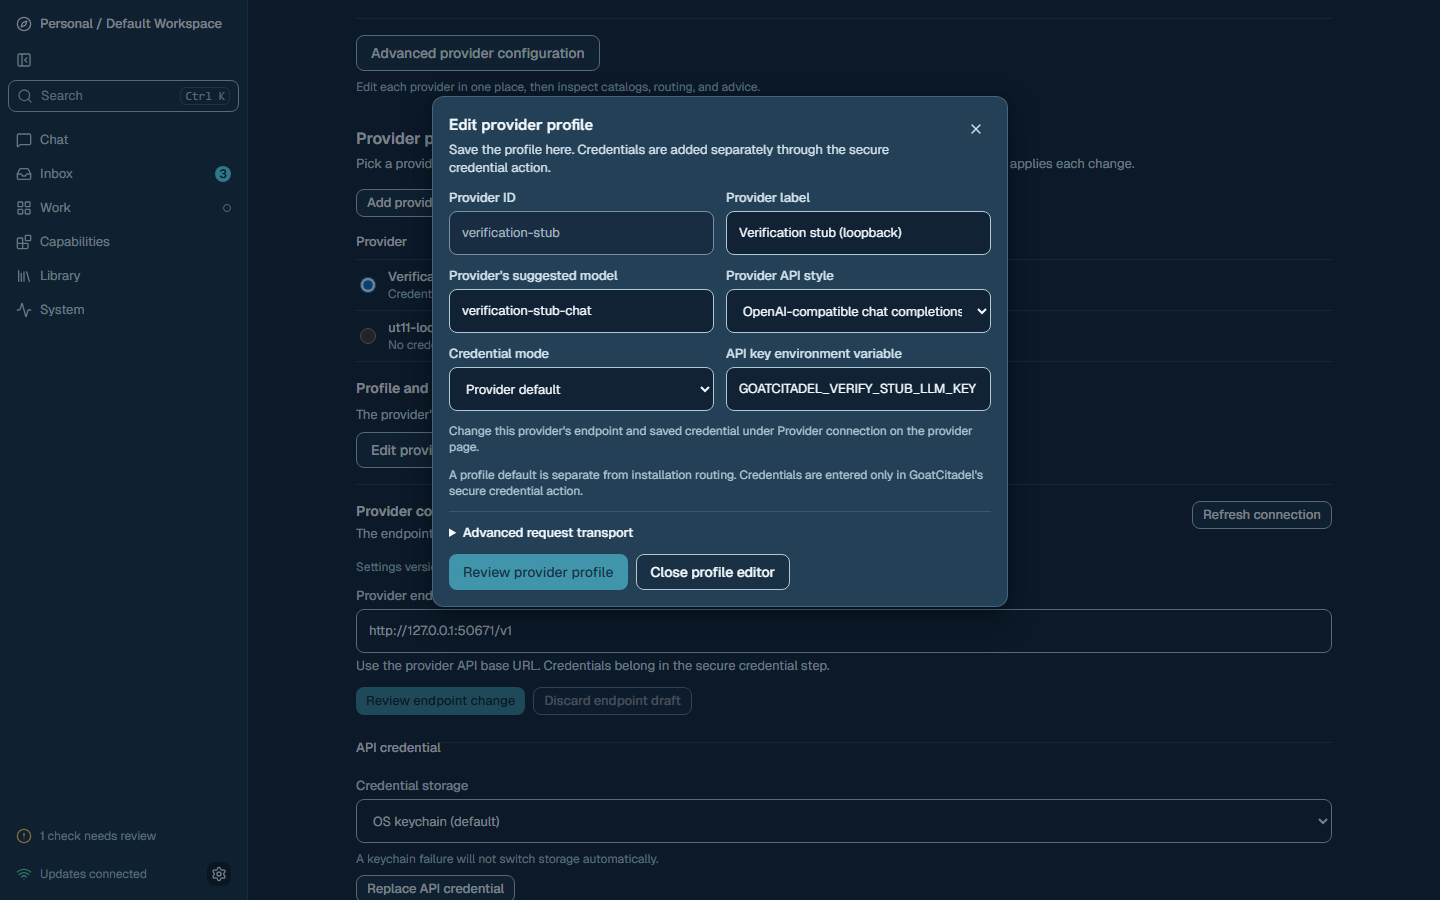 Personal / Default Workspace
Search
Ctrl K
Chat
Inbox
3
Work
Capabilities
Library
System
1 check needs review
Updates connected
Advanced provider configuration
Edit each provider in one place, then inspect catalogs, routing, and advice.
Provider p
Pick a provid
applies each change.
Add provid
Provider
Verifica
Credent
ut11-loo
No crede
Profile and
The provider'
Edit provi
Provider co
Refresh connection
The endpoint
Settings versi
Provider end
http://127.0.0.1:50671/v1
Use the provider API base URL. Credentials belong in the secure credential step.
Review endpoint change
Discard endpoint draft
API credential
Credential storage
OS keychain (default)
A keychain failure will not switch storage automatically.
Replace API credential
Edit provider profile
Save the profile here. Credentials are added separately through the secure
credential action.
Provider ID
Provider label
verification-stub
Verification stub (loopback)
Provider's suggested model
Provider API style
verification-stub-chat
OpenAI-compatible chat completions
Credential mode
API key environment variable
Provider default
GOATCITADEL_VERIFY_STUB_LLM_KEY
Change this provider's endpoint and saved credential under Provider connection on the provider
page.
A profile default is separate from installation routing. Credentials are entered only in GoatCitadel's
secure credential action.
Advanced request transport
Review provider profile
Close profile editor